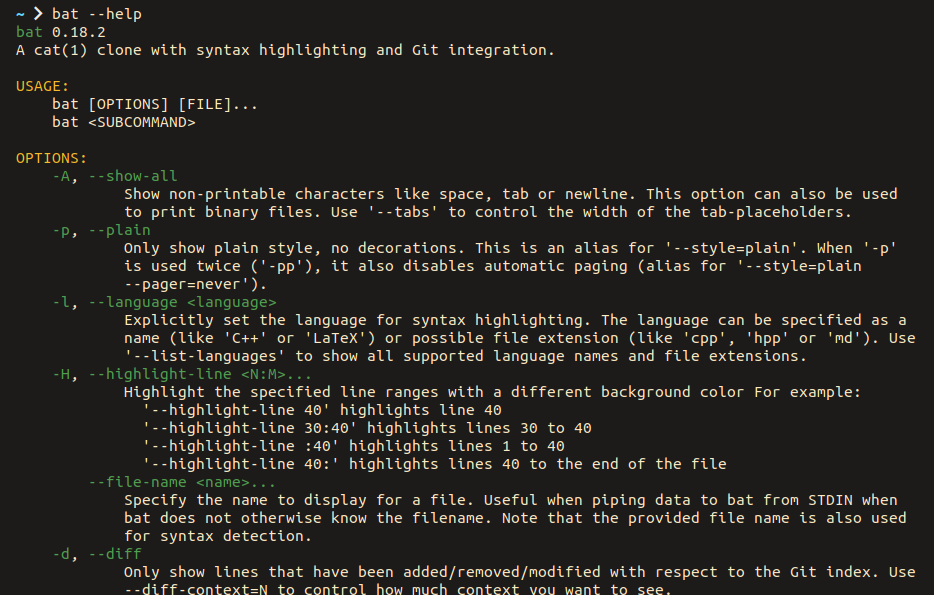 ~ ❯ bat --help
bat 0.18.2
A cat(1) clone with syntax highlighting and Git integration.

USAGE:
    bat [OPTIONS] [FILE]...
    bat <SUBCOMMAND>

OPTIONS:
    -A, --show-all
            Show non-printable characters like space, tab or newline. This option can also be used
            to print binary files. Use '--tabs' to control the width of the tab-placeholders.
    -p, --plain
            Only show plain style, no decorations. This is an alias for '--style=plain'. When '-p'
            is used twice ('-pp'), it also disables automatic paging (alias for '--style=plain
            --pager=never').
    -l, --language <language>
            Explicitly set the language for syntax highlighting. The language can be specified as a
            name (like 'C++' or 'LaTeX') or possible file extension (like 'cpp', 'hpp' or 'md'). Use
            '--list-languages' to show all supported language names and file extensions.
    -H, --highlight-line <N:M>...
            Highlight the specified line ranges with a different background color For example:
              '--highlight-line 40' highlights line 40
              '--highlight-line 30:40' highlights lines 30 to 40
              '--highlight-line :40' highlights lines 1 to 40
              '--highlight-line 40:' highlights lines 40 to the end of the file
        --file-name <name>...
            Specify the name to display for a file. Useful when piping data to bat from STDIN when
            bat does not otherwise know the filename. Note that the provided file name is also used
            for syntax detection.
    -d, --diff
            Only show lines that have been added/removed/modified with respect to the Git index. Use
            --diff-context=N to control how much context you want to see.